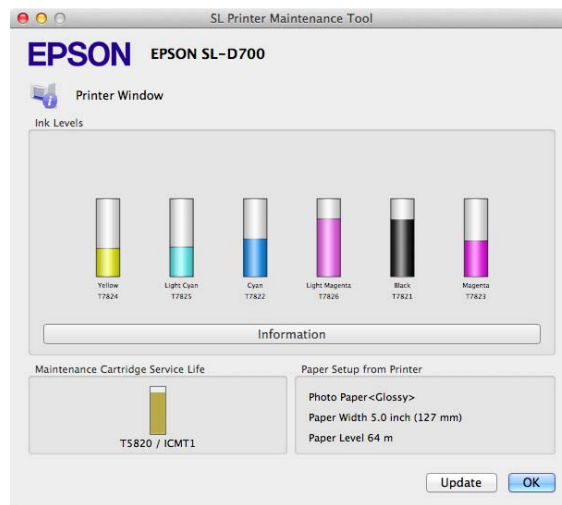 SL Printer Maintenance Tool
EPSON EPSON SL-D700
Printer Window
Ink Levels
Yellow Light Cyan Cyan Light Magenta Black Magenta
T7824 T7825 T7822 T7826 T7821 T7823
Information
Maintenance Cartridge Service Life
T5820 / ICMT1
Paper Setup from Printer
Photo Paper<Glossy>
Paper Width 5.0 inch (127 mm)
Paper Level 64 m
Update OK